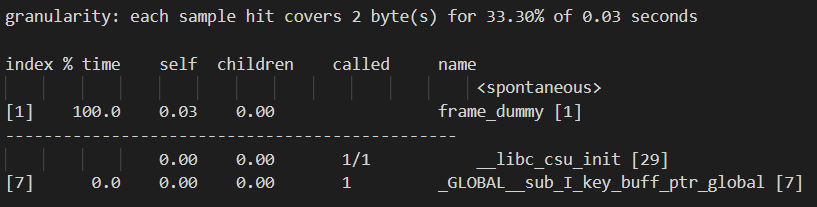 granularity: each sample hit covers 2 byte(s) for 33.30% of 0.03 seconds
index % time    self  children    called     name
                                                 <spontaneous>
[1]    100.0    0.03    0.00                 frame_dummy [1]
-----------------------------------------------
                0.00    0.00       1/1           __libc_csu_init [29]
[7]      0.0    0.00    0.00       1         _GLOBAL__sub_I_key_buff_ptr_global [7]